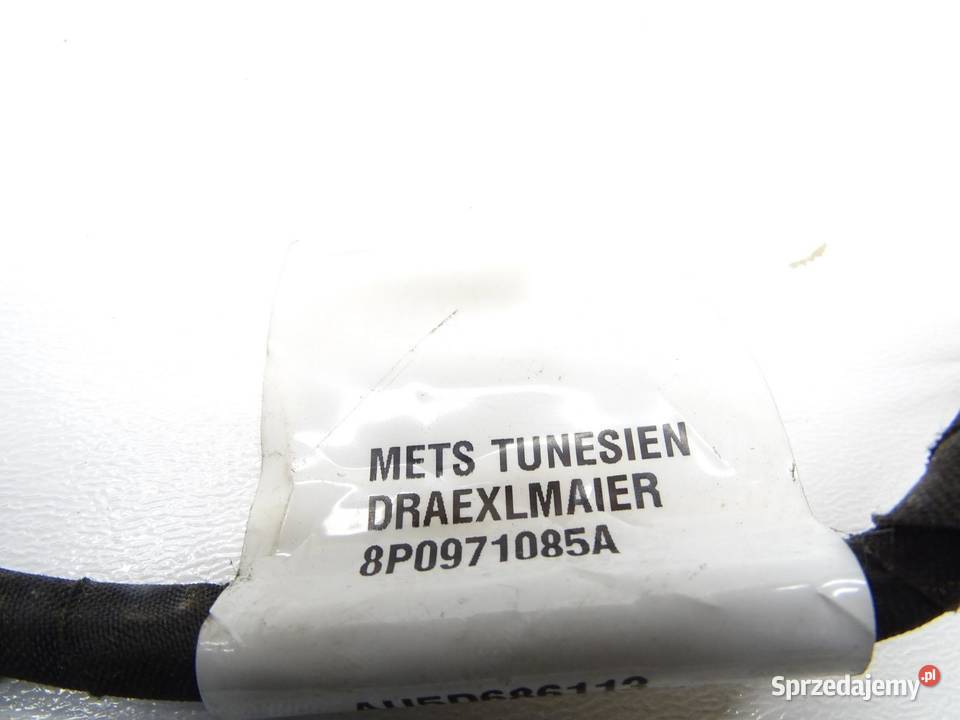 METS TUNESIEN
DRAEXLMAIER
8P0971085A
Sprzedajemy.pl